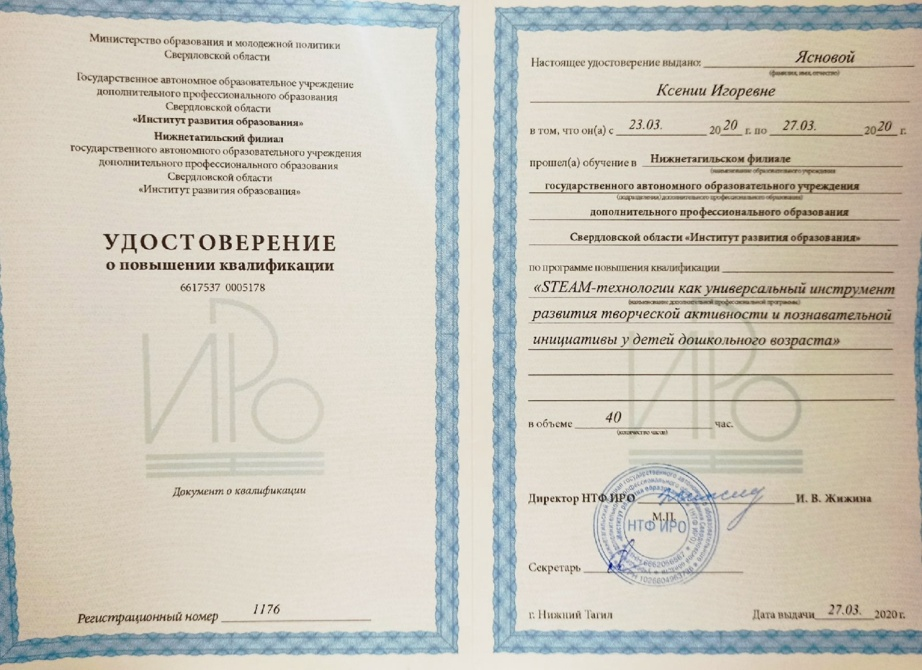 Министерство образования и молодежной политики
Свердловской области
Государственное автономное образовательное учреждение
дополнительного профессионального образования
Свердловской области
«Институт развития образования»
Нижнетагильский филиал
государственного автономного образовательного учреждения
дополнительного профессионального образования
Свердловской области
«Институт развития образования»
УДОСТОВЕРЕНИЕ
о повышении квалификации
6617537 0005178
ИРО
Документ о квалификации
Регистрационный номер 1176
Настоящее удостоверение выдано: Ясновой
(фамилия, имя, отчество)
Ксении Игоревне
в том, что он(а) с 23.03. 2020 г. по 27.03. 2020 г.
прошел(а) обучение в Нижнетагильском филиале
(наименование образовательного учреждения
государственного автономного образовательного учреждения
(подразделения) дополнительного профессионального образования)
дополнительного профессионального образования
Свердловской области «Институт развития образования»
по программе повышения квалификации
«STEAM-технологии как универсальный инструмент
(наименование дополнительной профессиональной программы)
развития творческой активности и познавательной
инициативы у детей дошкольного возраста»
ИРО
в объеме 40 час.
(количество часов)
Директор НТФ ИРО И. В. Жижина
М.П.
НТФ ИРО
Секретарь
г. Нижний Тагил Дата выдачи 27.03. 2020 г.